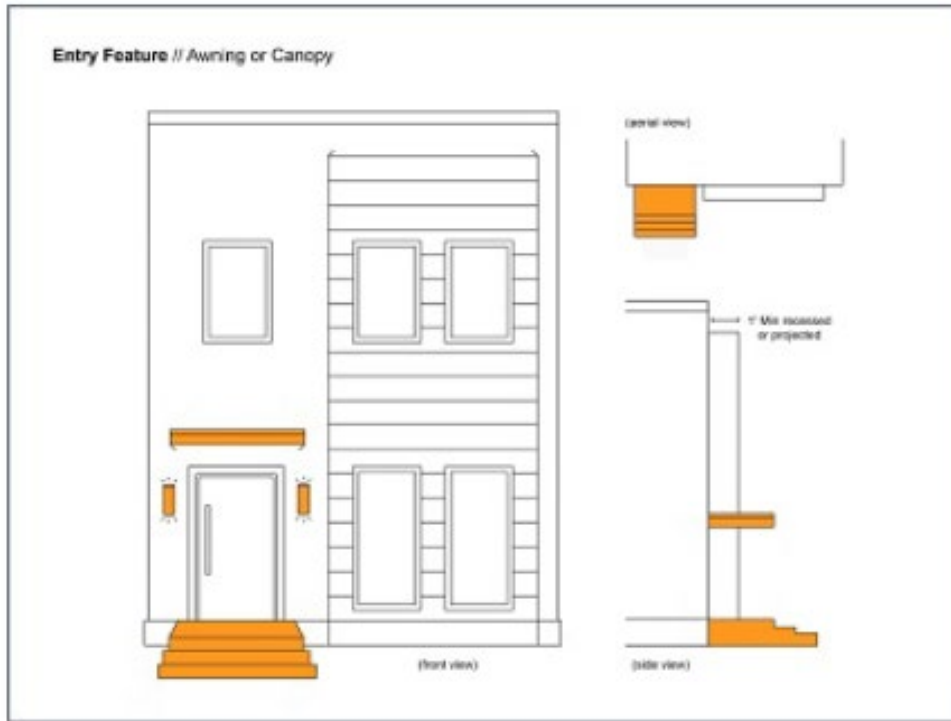 Entry Feature // Awning or Canopy
(aerial view)
1' Min recessed
or projected
(front view)
(side view)